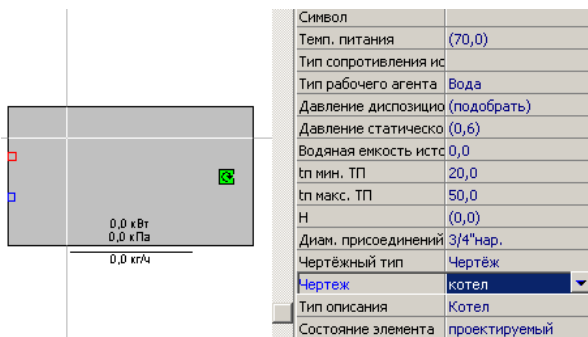 Символ
Темп. питания (70,0)
Тип сопротивления ис
Тип рабочего агента Вода
Давление диспозицио (подобрать)
Давление статическо (0,6)
Водяная емкость исто 0,0
tп мин. ТП 20,0
tп макс. ТП 50,0
H (0,0)
Диам. присоединений 3/4"нар.
Чертёжный тип Чертёж
Чертеж котел
Тип описания Котел
Состояние элемента проектируемый
0,0 кВт
0,0 кПа
0,0 кг/ч